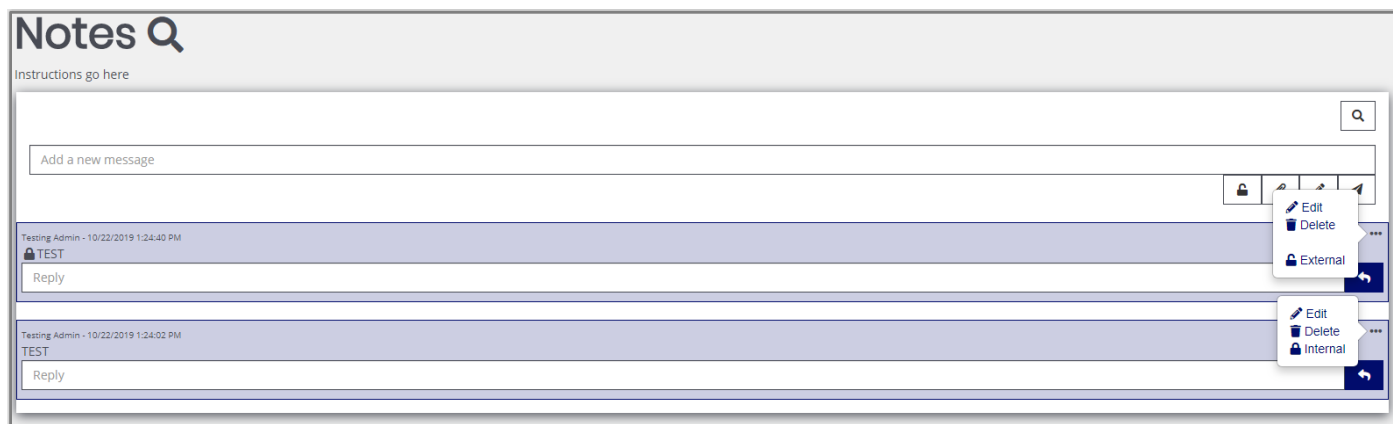 Notes
Instructions go here
Add a new message
Edit
Delete
External
Testing Admin - 10/22/2019 1:24:40 PM
TEST
Reply
Edit
Delete
Internal
Testing Admin - 10/22/2019 1:24:02 PM
TEST
Reply